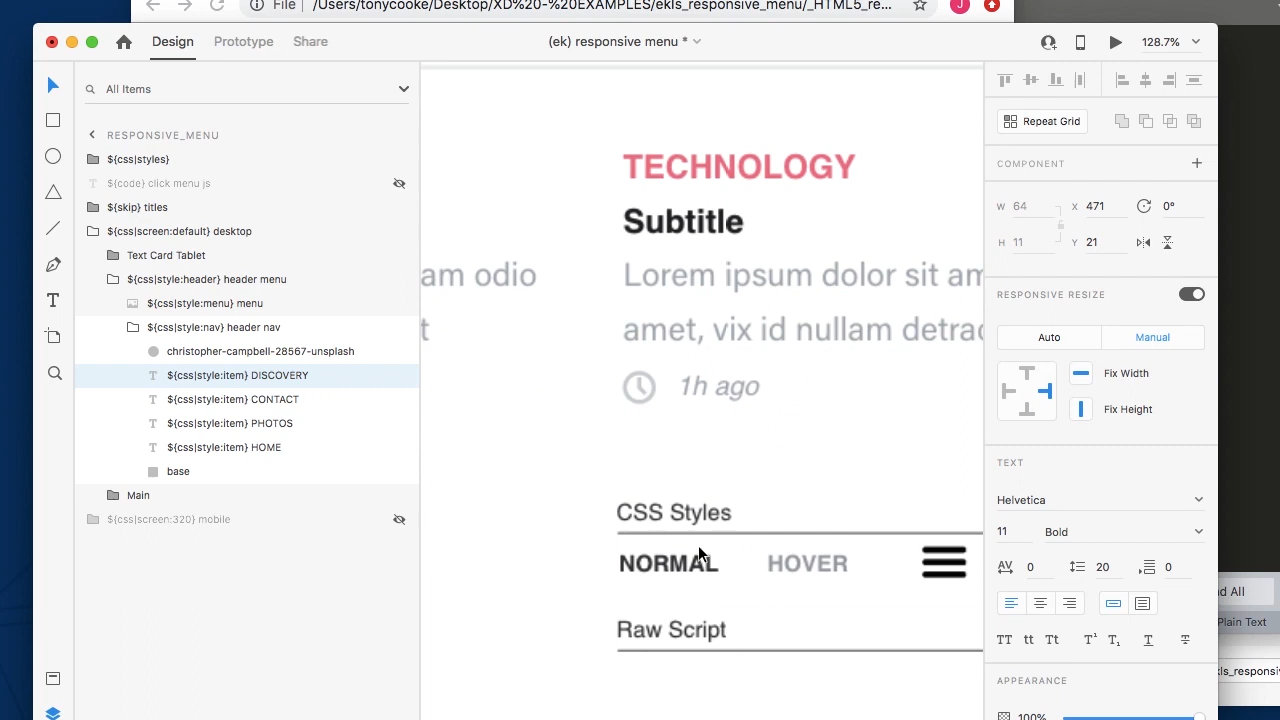 File | /Users/tonycooke/Desktop/XD%20-%20EXAMPLES/ekls_responsive_menu/_HTML5_re...
J
Design Prototype Share
(ek) responsive menu *
128.7%
All Items
RESPONSIVE_MENU
${css|styles}
${code} click menu js
${skip} titles
${css|screen:default} desktop
Text Card Tablet
${css|style:header} header menu
${css|style:menu} menu
${css|style:nav} header nav
christopher-campbell-28567-unsplash
${css|style:item} DISCOVERY
${css|style:item} CONTACT
${css|style:item} PHOTOS
${css|style:item} HOME
base
Main
${css|screen:320} mobile
am odio
t
TECHNOLOGY
Subtitle
Lorem ipsum dolor sit am
amet, vix id nullam detrac
1h ago
CSS Styles
NORMAL HOVER
Raw Script
Repeat Grid
COMPONENT
W 64 X 471 0°
H 11 Y 21
RESPONSIVE RESIZE
Auto Manual
Fix Width
Fix Height
TEXT
Helvetica
11 Bold
AV 0 20 0
TT tt Tt T¹ T₁ T T
APPEARANCE
100%
d All
Plain Text
ls_responsi